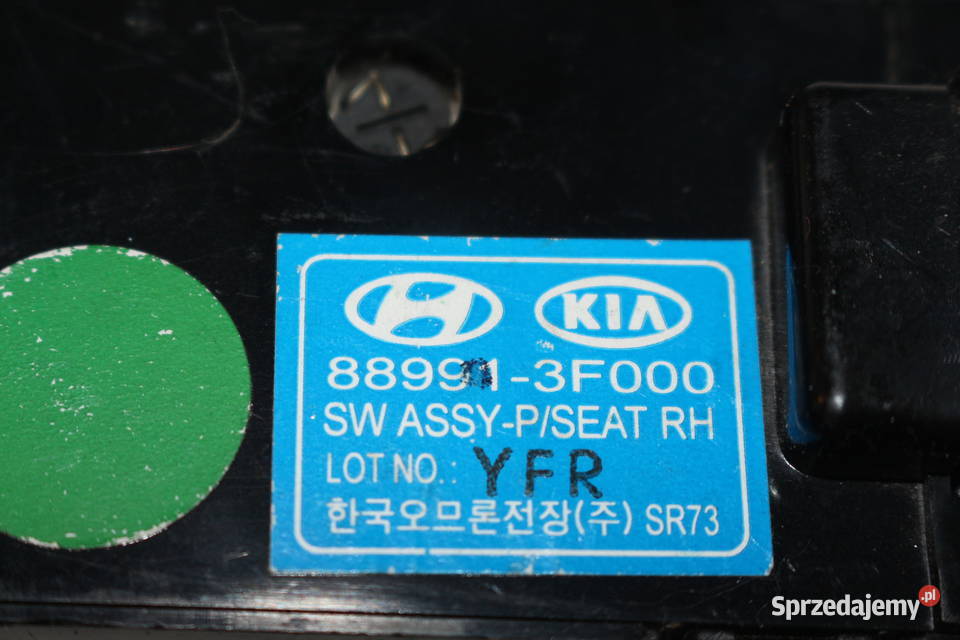 KIA
88991-3F000
SW ASSY-P/SEAT RH
LOT NO.: YFR
한국오므론전장(주) SR73
Sprzedajemy.pl